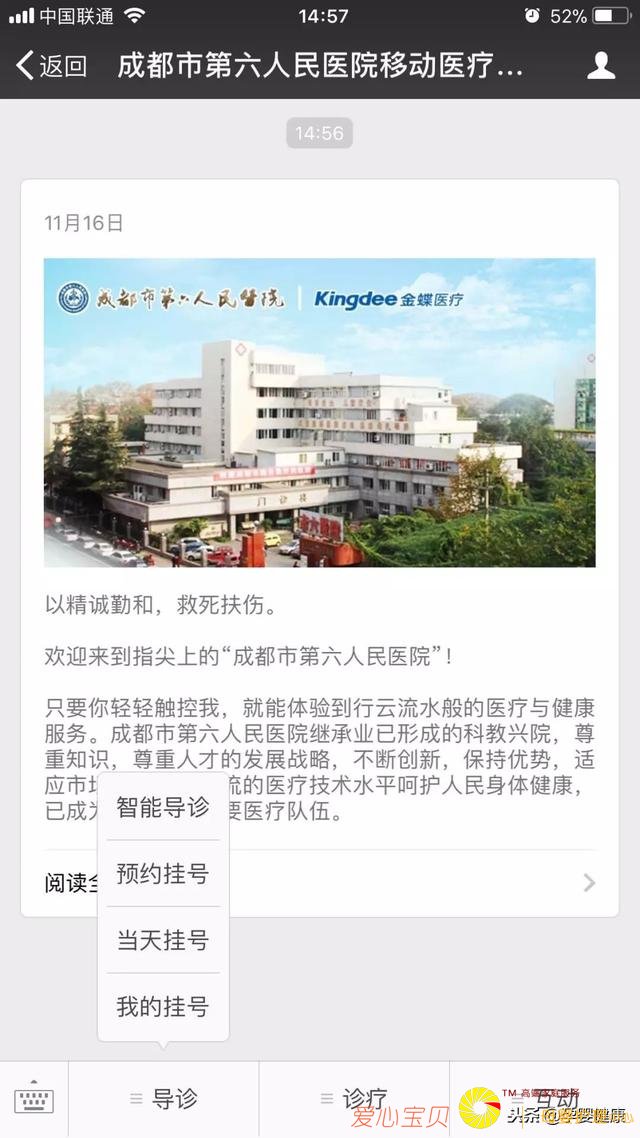 中国联通
14:57
52%
返回
成都市第六人民医院移动医疗...
14:56
11月16日
成都市第六人民医院
Kingdee金蝶医疗
门诊楼
以精诚勤和，救死扶伤。
欢迎来到指尖上的“成都市第六人民医院”！
只要你轻轻触控我，就能体验到行云流水般的医疗与健康
服务。成都市第六人民医院继承业已形成的科教兴院，尊
重知识，尊重人才的发展战略，不断创新，保持优势，适
应市 流的医疗技术水平呵护人民身体健康，
已成为 要医疗队伍。
阅读全
智能导诊
预约挂号
当天挂号
我的挂号
导诊
诊疗
互动
爱心宝贝
TM
头条@
健康